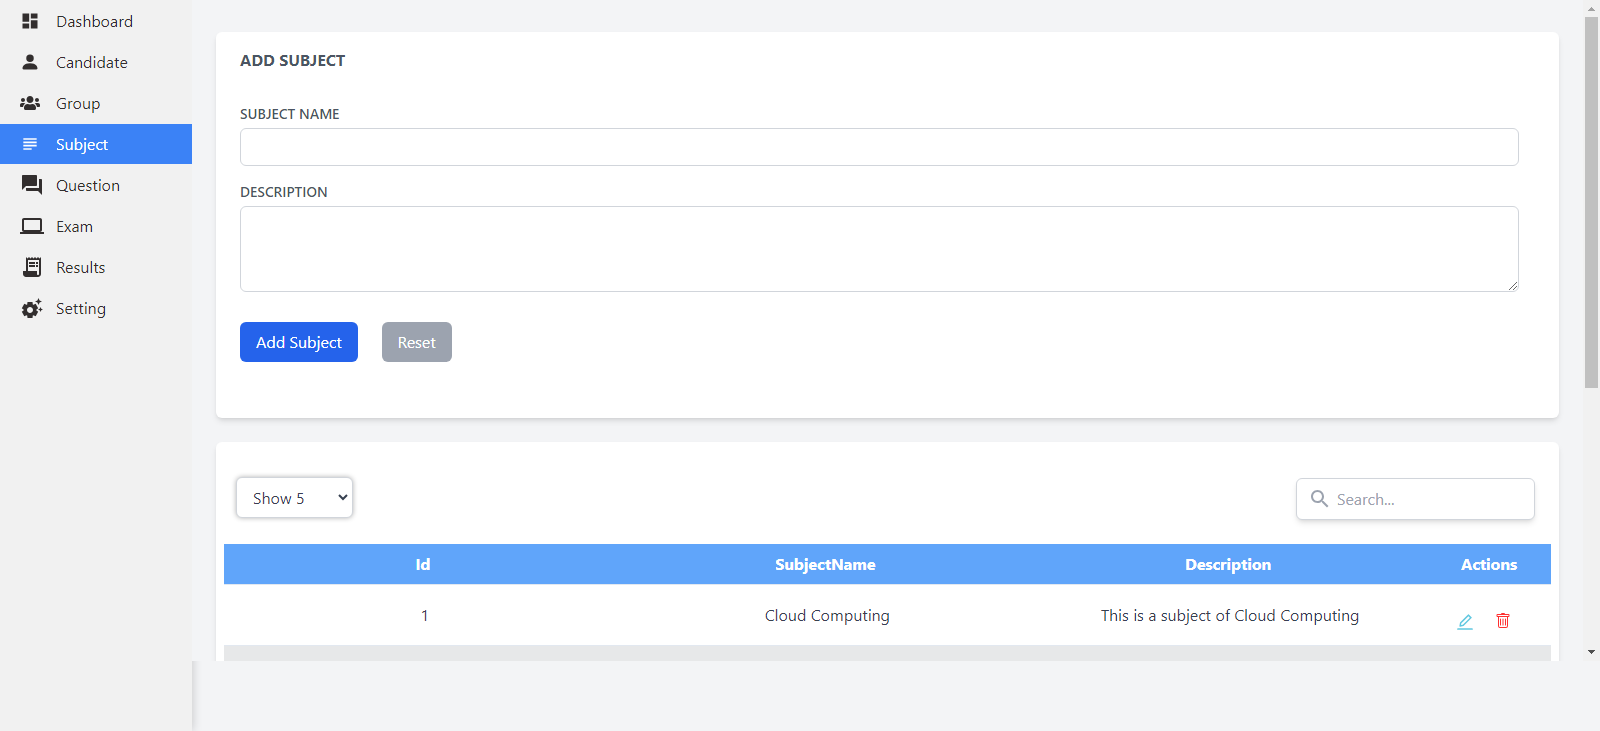 Dashboard
Candidate
Group
Subject
Question
Exam
Results
Setting
ADD SUBJECT
SUBJECT NAME
DESCRIPTION
Add Subject Reset
Show 5 Search...
Id SubjectName Description Actions
1 Cloud Computing This is a subject of Cloud Computing